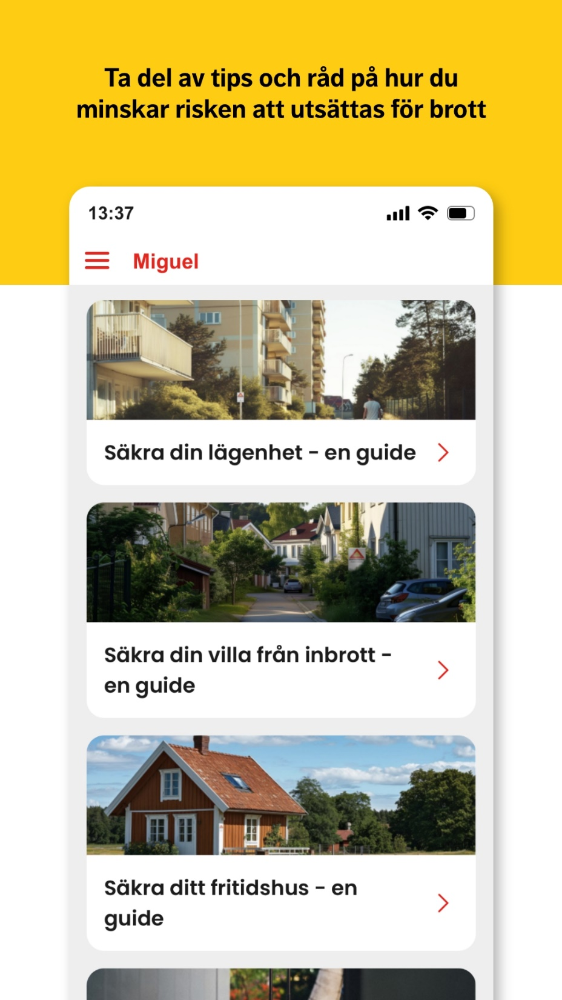 Ta del av tips och råd på hur du
minskar risken att utsättas för brott
13:37
Miguel
Säkra din lägenhet - en guide
Säkra din villa från inbrott -
en guide
Säkra ditt fritidshus - en
guide